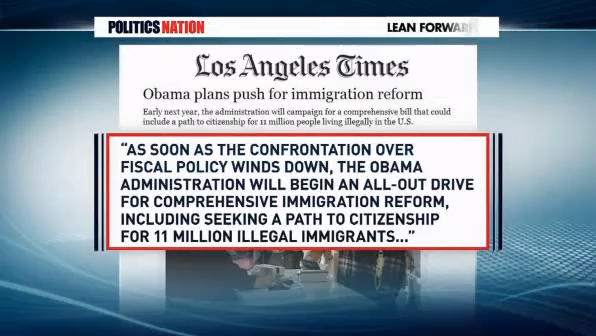 POLITICSNATION
LEAN FORWARD
Los Angeles Times
Obama plans push for immigration reform
Early next year, the administration will campaign for a comprehensive bill that could
include a path to citizenship for 11 million people living illegally in the U.S.
“AS SOON AS THE CONFRONTATION OVER
FISCAL POLICY WINDS DOWN, THE OBAMA
ADMINISTRATION WILL BEGIN AN ALL-OUT DRIVE
FOR COMPREHENSIVE IMMIGRATION REFORM,
INCLUDING SEEKING A PATH TO CITIZENSHIP
FOR 11 MILLION ILLEGAL IMMIGRANTS...”